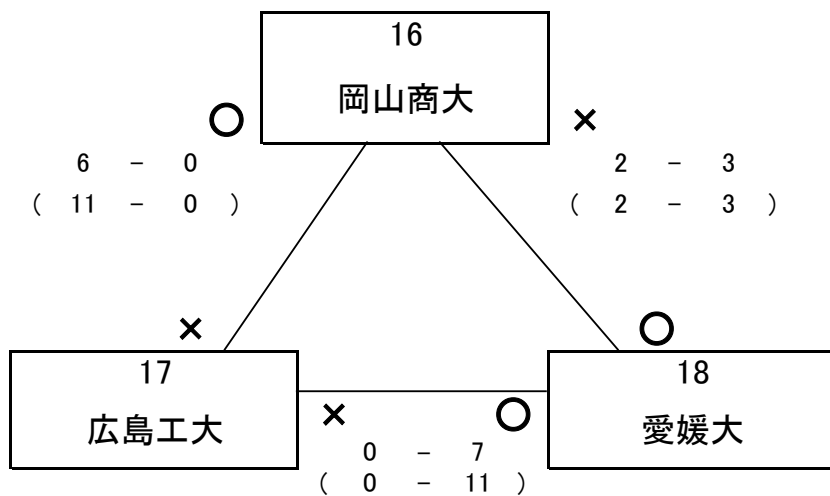 16
岡山商大
○
×
6 － 0
( 11 － 0 )
2 － 3
( 2 － 3 )
×
○
17
広島工大
18
愛媛大
×
○
0 － 7
( 0 － 11 )